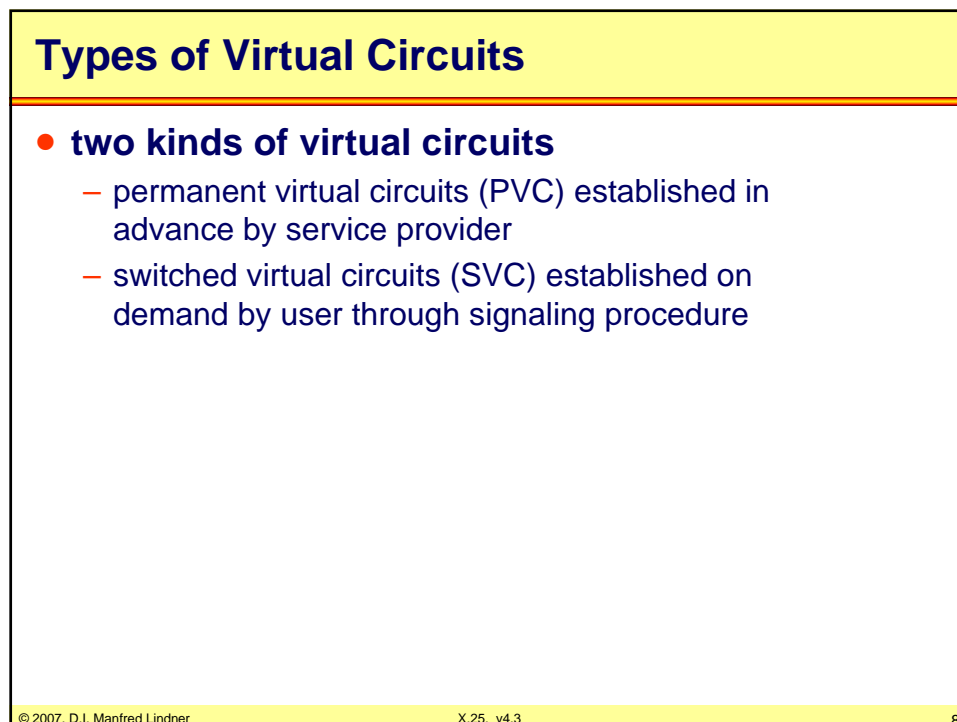 Types of Virtual Circuits
• two kinds of virtual circuits
– permanent virtual circuits (PVC) established in
advance by service provider
– switched virtual circuits (SVC) established on
demand by user through signaling procedure
© 2007, D.I. Manfred Lindner X.25, v4.3 8